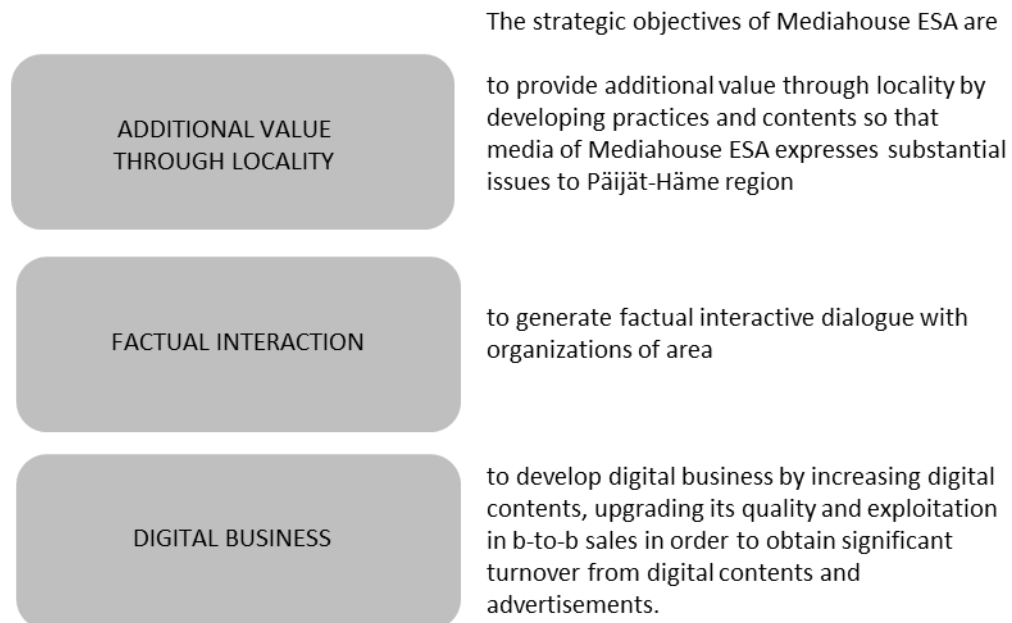 The strategic objectives of Mediahouse ESA are
ADDITIONAL VALUE
THROUGH LOCALITY
to provide additional value through locality by
developing practices and contents so that
media of Mediahouse ESA expresses substantial
issues to Päijät-Häme region
FACTUAL INTERACTION
to generate factual interactive dialogue with
organizations of area
DIGITAL BUSINESS
to develop digital business by increasing digital
contents, upgrading its quality and exploitation
in b-to-b sales in order to obtain significant
turnover from digital contents and
advertisements.